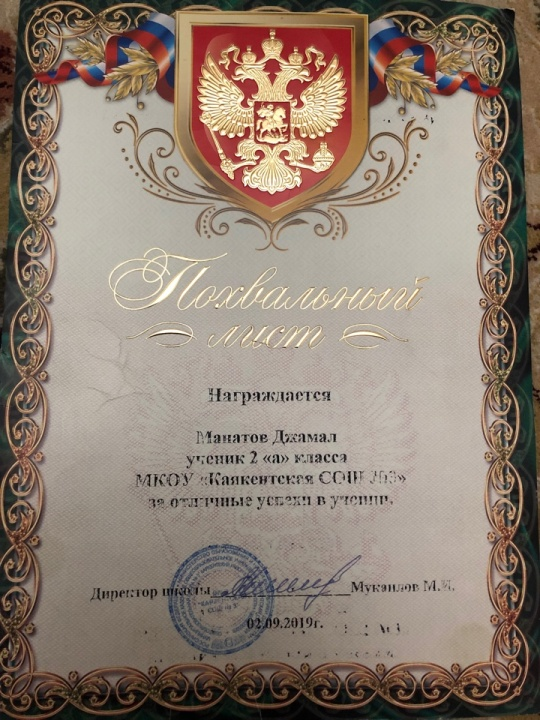 Похвальный
лист
Награждается
Манатов Джамал
ученик 2 «а» класса
МКОУ «Каякентская СОШ №3»
за отличные успехи в учении.
Директор школы Мукаилов М.И.
02.09.2019г.